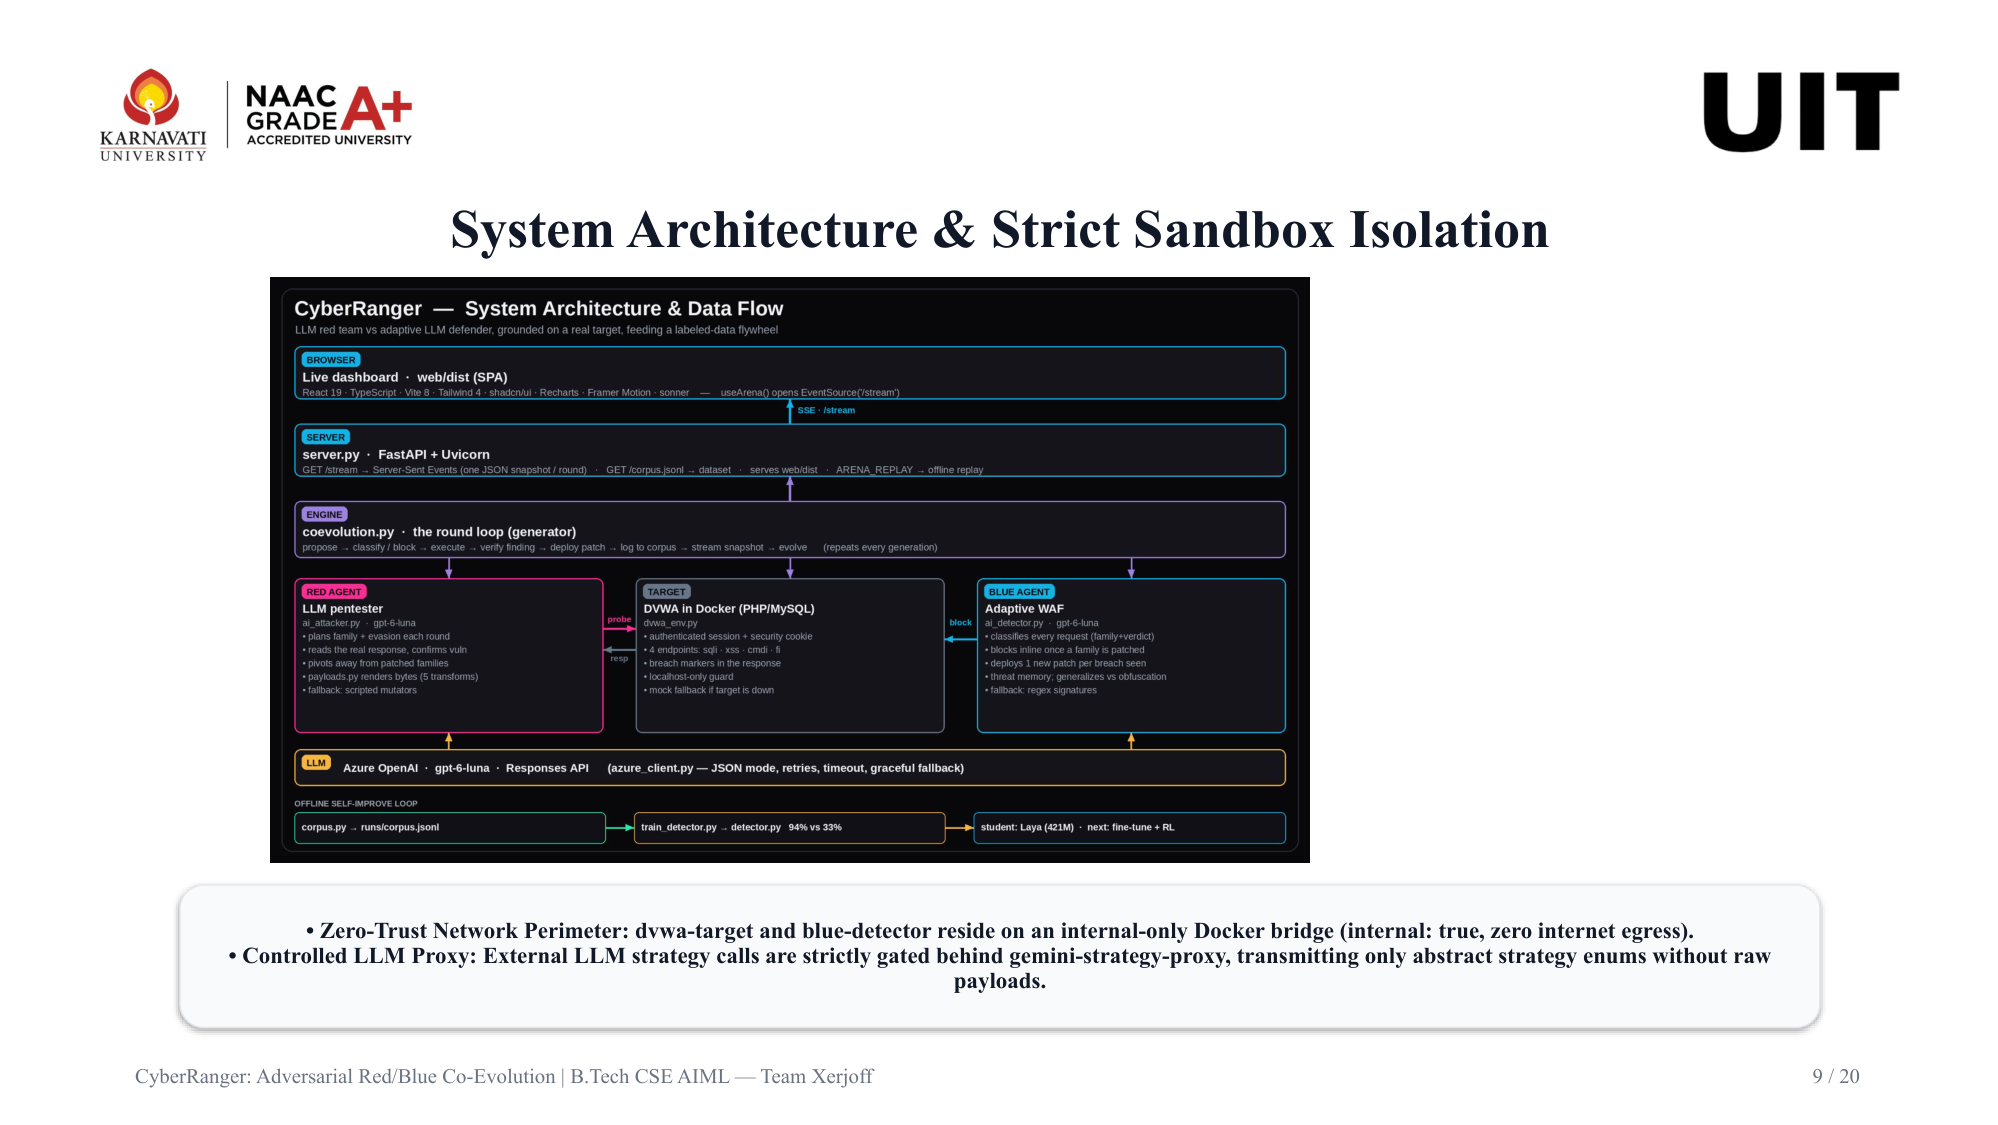 KARNAVATI
UNIVERSITY
NAAC
GRADE A+
ACCREDITED UNIVERSITY
UIT
System Architecture & Strict Sandbox Isolation
CyberRanger — System Architecture & Data Flow
LLM red team vs adaptive LLM defender, grounded on a real target, feeding a labeled-data flywheel
BROWSER
Live dashboard · web/dist (SPA)
React 19 · TypeScript · Vite 8 · Tailwind 4 · shadcn/ui · Recharts · Framer Motion · sonner — useArena() opens EventSource('/stream')
SSE · /stream
SERVER
server.py · FastAPI + Uvicorn
GET /stream → Server-Sent Events (one JSON snapshot / round) · GET /corpus.jsonl → dataset · serves web/dist · ARENA_REPLAY → offline replay
ENGINE
coevolution.py · the round loop (generator)
propose → classify / block → execute → verify finding → deploy patch → log to corpus → stream snapshot → evolve (repeats every generation)
RED AGENT
LLM pentester
ai_attacker.py · gpt-6-luna
• plans family + evasion each round
• reads the real response, confirms vuln
• pivots away from patched families
• payloads.py renders bytes (5 transforms)
• fallback: scripted mutators
probe
resp
TARGET
DVWA in Docker (PHP/MySQL)
dvwa_env.py
• authenticated session + security cookie
• 4 endpoints: sqli · xss · cmdi · fi
• breach markers in the response
• localhost-only guard
• mock fallback if target is down
block
BLUE AGENT
Adaptive WAF
ai_detector.py · gpt-6-luna
• classifies every request (family+verdict)
• blocks inline once a family is patched
• deploys 1 new patch per breach seen
• threat memory; generalizes vs obfuscation
• fallback: regex signatures
LLM
Azure OpenAI · gpt-6-luna · Responses API (azure_client.py — JSON mode, retries, timeout, graceful fallback)
OFFLINE SELF-IMPROVE LOOP
corpus.py → runs/corpus.jsonl
train_detector.py → detector.py 94% vs 33%
student: Laya (421M) · next: fine-tune + RL
• Zero-Trust Network Perimeter: dvwa-target and blue-detector reside on an internal-only Docker bridge (internal: true, zero internet egress).
• Controlled LLM Proxy: External LLM strategy calls are strictly gated behind gemini-strategy-proxy, transmitting only abstract strategy enums without raw
payloads.
CyberRanger: Adversarial Red/Blue Co-Evolution | B.Tech CSE AIML — Team Xerjoff
9 / 20